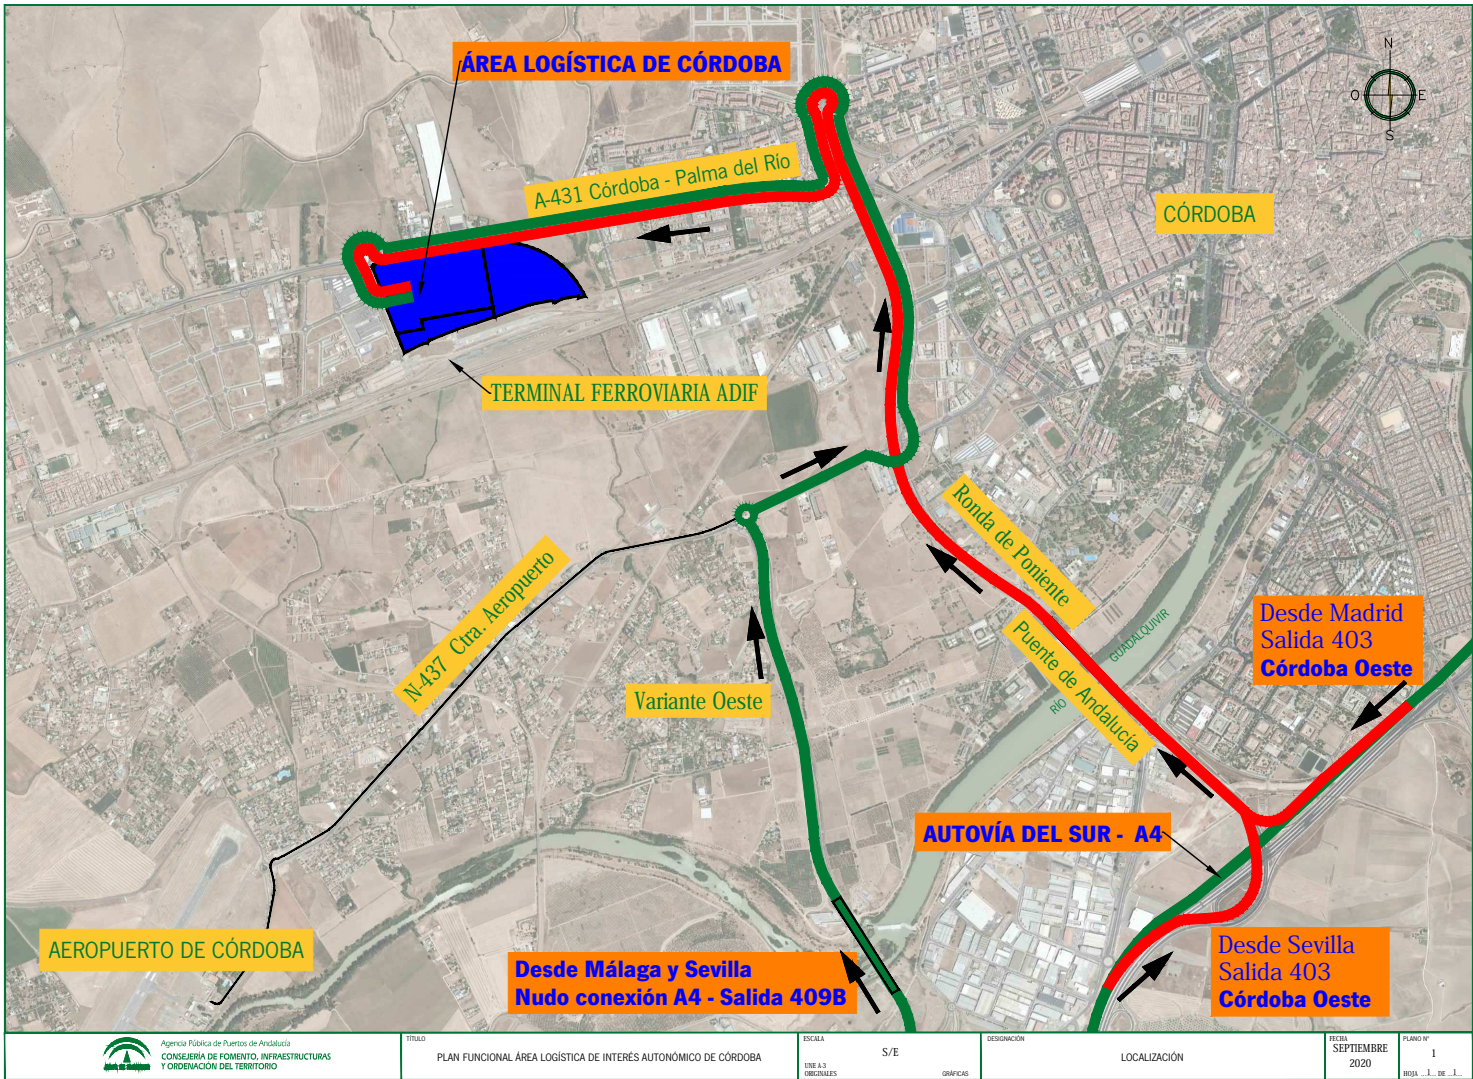 ÁREA LOGÍSTICA DE CÓRDOBA
N
O
E
S
A-431 Córdoba - Palma del Río
CÓRDOBA
TERMINAL FERROVIARIA ADIF
Ronda de Poniente
N-437 Ctra. Aeropuerto
Desde Madrid
Salida 403
Córdoba Oeste
Puente de Andalucía
RÍO GUADALQUIVIR
Variante Oeste
AUTOVÍA DEL SUR - A4
AEROPUERTO DE CÓRDOBA
Desde Málaga y Sevilla
Nudo conexión A4 - Salida 409B
Desde Sevilla
Salida 403
Córdoba Oeste
Agencia Pública de Puertos de Andalucía
CONSEJERÍA DE FOMENTO, INFRAESTRUCTURAS
Y ORDENACIÓN DEL TERRITORIO
TÍTULO
PLAN FUNCIONAL ÁREA LOGÍSTICA DE INTERÉS AUTONÓMICO DE CÓRDOBA
ESCALA
S/E
UNE A3
ORIGINALES
GRÁFICAS
DESIGNACIÓN
LOCALIZACIÓN
FECHA
SEPTIEMBRE
2020
PLANO Nº
1
HOJA ...1... DE ...1...